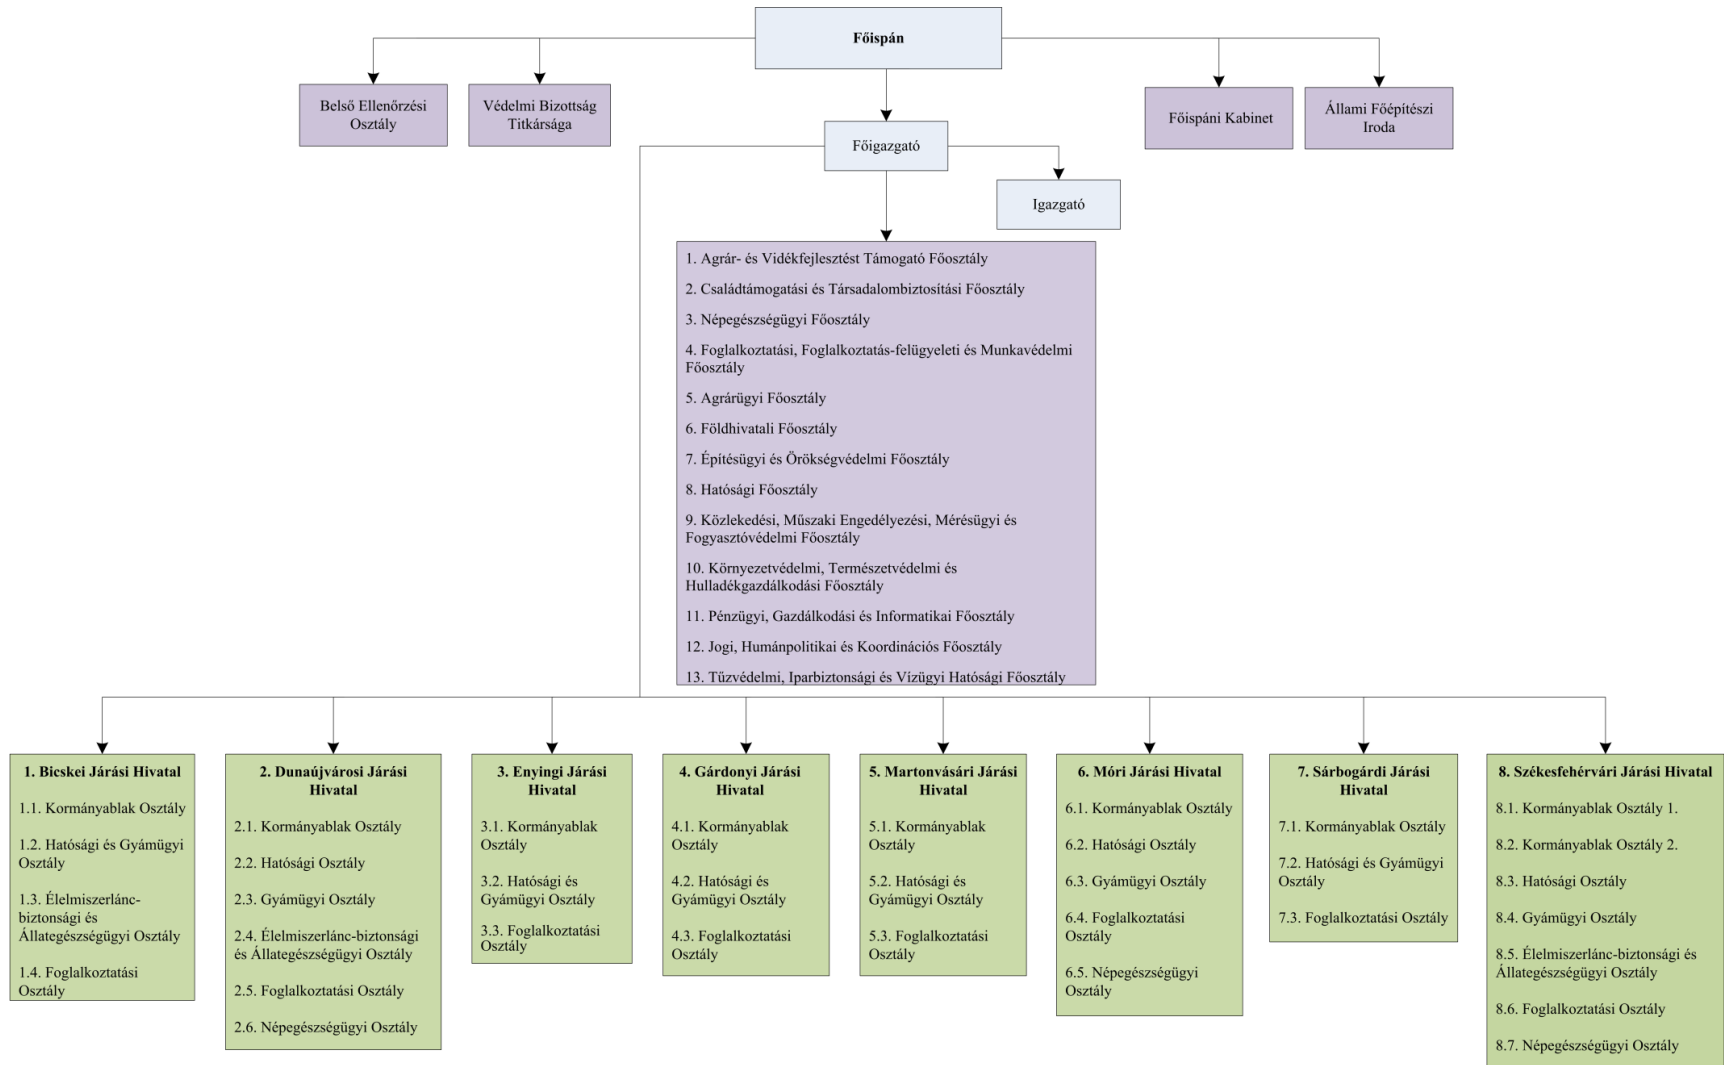 Főispán
Belső Ellenőrzési
Osztály
Védelmi Bizottság
Titkársága
Főispáni Kabinet
Állami Főépítészi
Iroda
Főigazgató
Igazgató
1. Agrár- és Vidékfejlesztést Támogató Főosztály
2. Családtámogatási és Társadalombiztosítási Főosztály
3. Népegészségügyi Főosztály
4. Foglalkoztatási, Foglalkoztatás-felügyeleti és Munkavédelmi
Főosztály
5. Agrárügyi Főosztály
6. Földhivatali Főosztály
7. Építésügyi és Örökségvédelmi Főosztály
8. Hatósági Főosztály
9. Közlekedési, Műszaki Engedélyezési, Mérésügyi és
Fogyasztóvédelmi Főosztály
10. Környezetvédelmi, Természetvédelmi és
Hulladékgazdálkodási Főosztály
11. Pénzügyi, Gazdálkodási és Informatikai Főosztály
12. Jogi, Humánpolitikai és Koordinációs Főosztály
13. Tűzvédelmi, Iparbiztonsági és Vízügyi Hatósági Főosztály
1. Bicskei Járási Hivatal
1.1. Kormányablak Osztály
1.2. Hatósági és Gyámügyi
Osztály
1.3. Élelmiszerlánc-
biztonsági és
Állategészségügyi Osztály
1.4. Foglalkoztatási
Osztály
2. Dunaújvárosi Járási
Hivatal
2.1. Kormányablak Osztály
2.2. Hatósági Osztály
2.3. Gyámügyi Osztály
2.4. Élelmiszerlánc-biztonsági
és Állategészségügyi Osztály
2.5. Foglalkoztatási Osztály
2.6. Népegészségügyi Osztály
3. Enyingi Járási
Hivatal
3.1. Kormányablak
Osztály
3.2. Hatósági és
Gyámügyi Osztály
3.3. Foglalkoztatási
Osztály
4. Gárdonyi Járási
Hivatal
4.1. Kormányablak
Osztály
4.2. Hatósági és
Gyámügyi Osztály
4.3. Foglalkoztatási
Osztály
5. Martonvásári Járási
Hivatal
5.1. Kormányablak
Osztály
5.2. Hatósági és
Gyámügyi Osztály
5.3. Foglalkoztatási
Osztály
6. Móri Járási Hivatal
6.1. Kormányablak Osztály
6.2. Hatósági Osztály
6.3. Gyámügyi Osztály
6.4. Foglalkoztatási
Osztály
6.5. Népegészségügyi
Osztály
7. Sárbogárdi Járási
Hivatal
7.1. Kormányablak Osztály
7.2. Hatósági és Gyámügyi
Osztály
7.3. Foglalkoztatási Osztály
8. Székesfehérvári Járási Hivatal
8.1. Kormányablak Osztály 1.
8.2. Kormányablak Osztály 2.
8.3. Hatósági Osztály
8.4. Gyámügyi Osztály
8.5. Élelmiszerlánc-biztonsági és
Állategészségügyi Osztály
8.6. Foglalkoztatási Osztály
8.7. Népegészségügyi Osztály